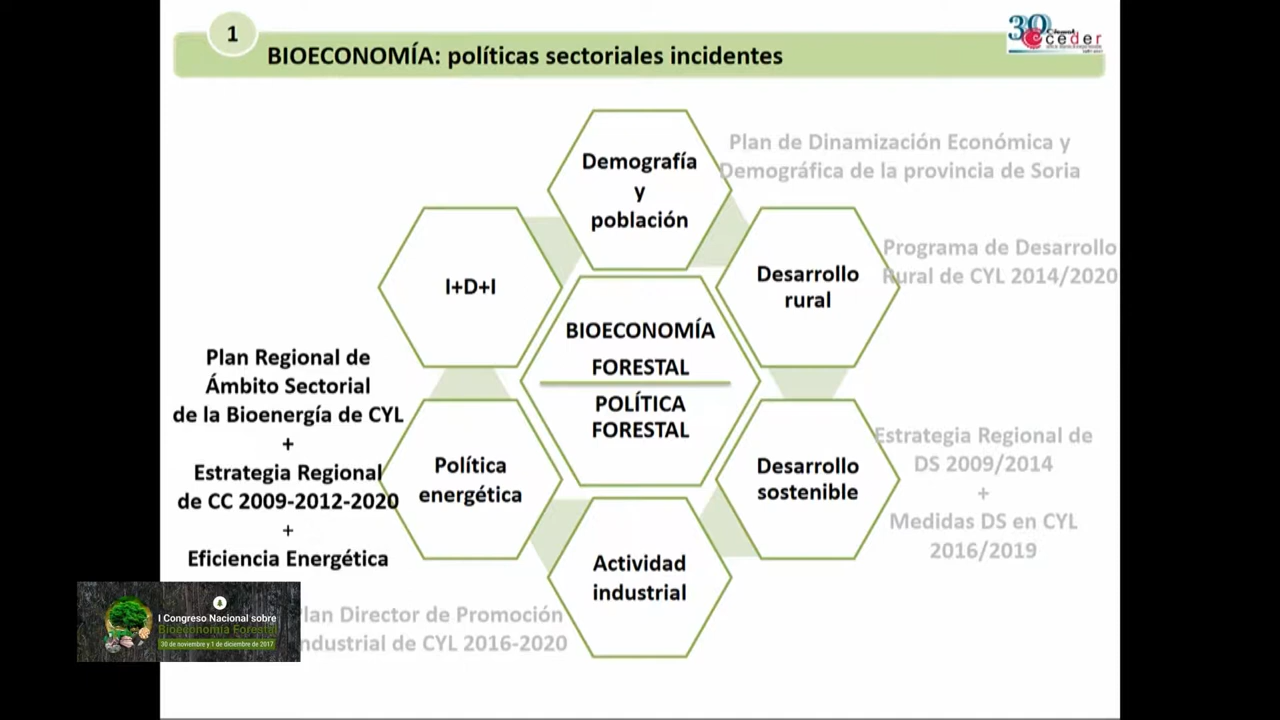 1
BIOECONOMÍA: políticas sectoriales incidentes
30
ceder
Demografía
y
población
Plan de Dinamización Económica y
Demográfica de la provincia de Soria
I+D+I
Desarrollo
rural
Programa de Desarrollo
Rural de CYL 2014/2020
BIOECONOMÍA
FORESTAL
POLÍTICA
FORESTAL
Plan Regional de
Ámbito Sectorial
de la Bioenergía de CYL
+
Estrategia Regional
de CC 2009-2012-2020
+
Eficiencia Energética
Política
energética
Desarrollo
sostenible
Estrategia Regional de
DS 2009/2014
+
Medidas DS en CYL
2016/2019
Actividad
industrial
Plan Director de Promoción
Industrial de CYL 2016-2020
I Congreso Nacional sobre
Bioeconomía Forestal
30 de noviembre y 1 de diciembre de 2017